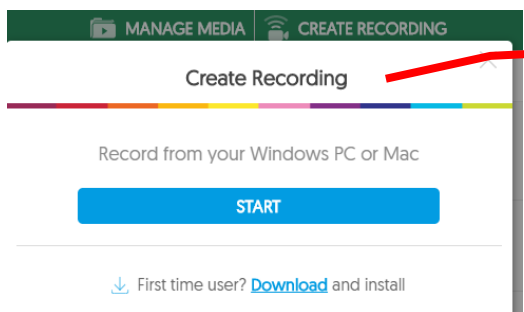 MANAGE MEDIA CREATE RECORDING
Create Recording
Record from your Windows PC or Mac
START
First time user? Download and install